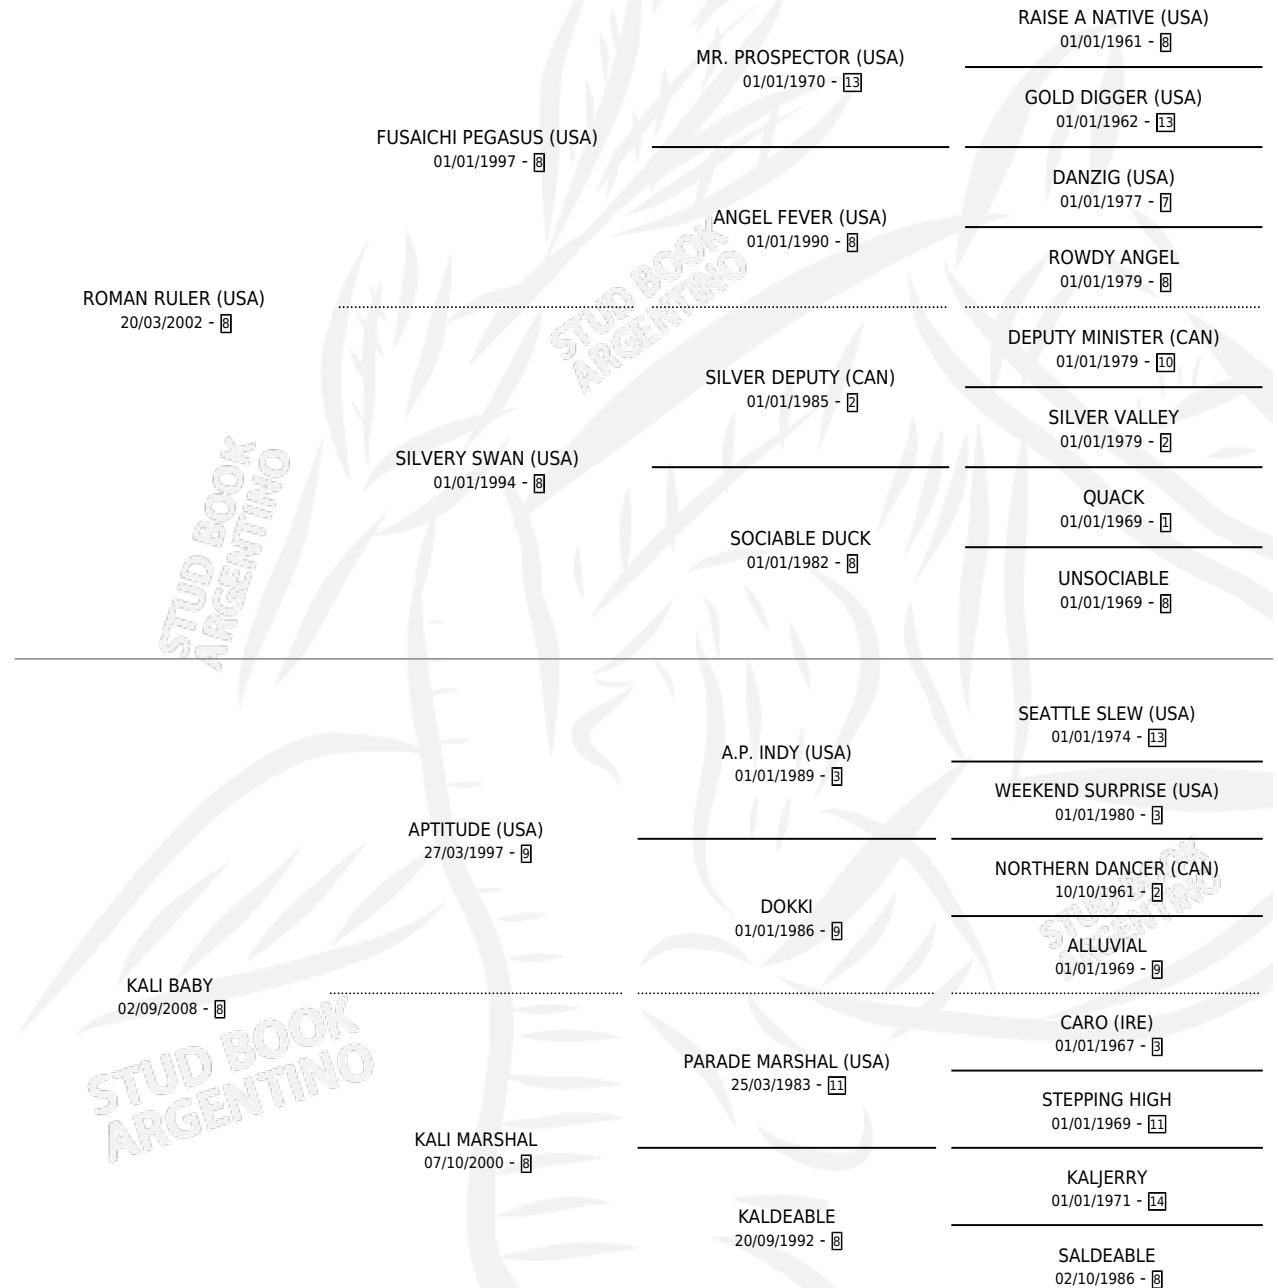 RAISE A NATIVE (USA)
01/01/1961 - 8
MR. PROSPECTOR (USA)
01/01/1970 - 13
GOLD DIGGER (USA)
01/01/1962 - 13
FUSAICHI PEGASUS (USA)
01/01/1997 - 8
DANZIG (USA)
01/01/1977 - 7
ANGEL FEVER (USA)
01/01/1990 - 8
ROWDY ANGEL
01/01/1979 - 8
ROMAN RULER (USA)
20/03/2002 - 8
DEPUTY MINISTER (CAN)
01/01/1979 - 10
SILVER DEPUTY (CAN)
01/01/1985 - 2
SILVER VALLEY
01/01/1979 - 2
SILVERY SWAN (USA)
01/01/1994 - 8
QUACK
01/01/1969 - 1
SOCIABLE DUCK
01/01/1982 - 8
UNSOCIABLE
01/01/1969 - 8
SEATTLE SLEW (USA)
01/01/1974 - 13
A.P. INDY (USA)
01/01/1989 - 3
WEEKEND SURPRISE (USA)
01/01/1980 - 3
APTITUDE (USA)
27/03/1997 - 9
NORTHERN DANCER (CAN)
10/10/1961 - 2
DOKKI
01/01/1986 - 9
ALLUVIAL
01/01/1969 - 9
KALI BABY
02/09/2008 - 8
CARO (IRE)
01/01/1967 - 3
PARADE MARSHAL (USA)
25/03/1983 - 11
STEPPING HIGH
01/01/1969 - 11
KALI MARSHAL
07/10/2000 - 8
KALJERRY
01/01/1971 - 14
KALDEABLE
20/09/1992 - 8
SALDEABLE
02/10/1986 - 8
STUD BOOK
ARGENTINO
STUD BOOK
ARGENTINO
STUD BOOK
ARGENTINO
STUD BOOK
ARGENTINO